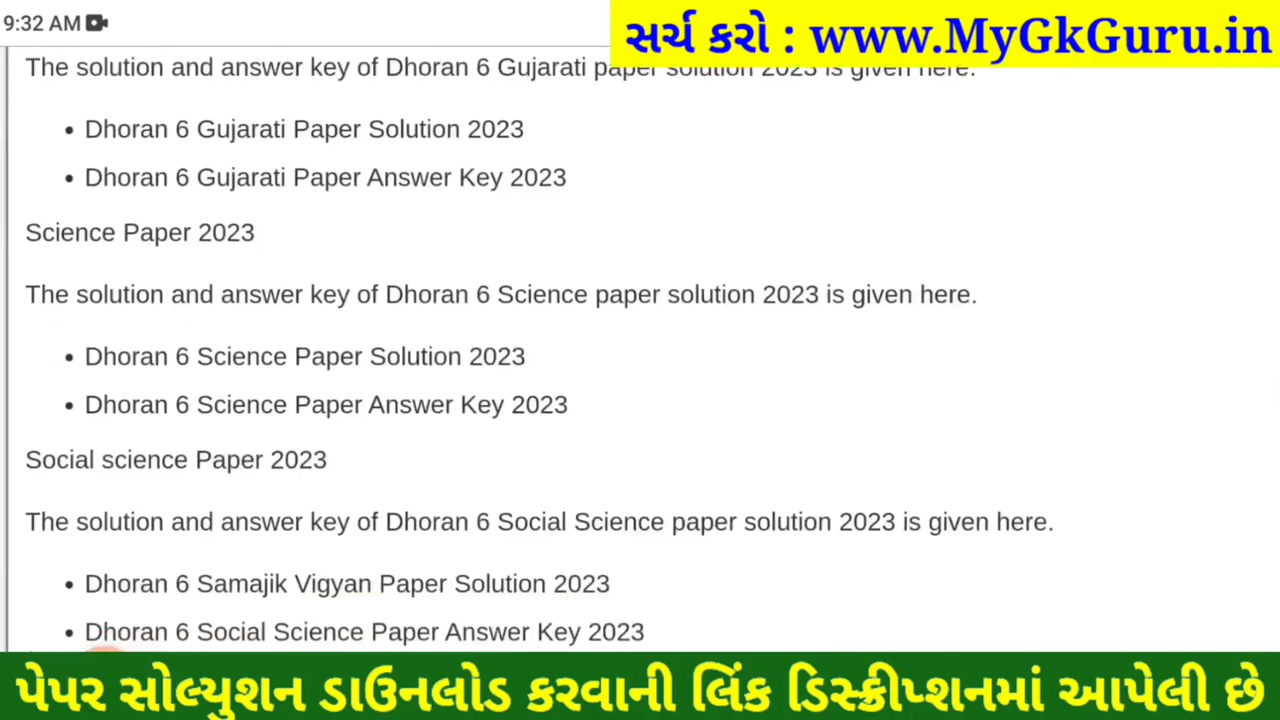 9:32 AM
સર્ચ કરો : www.MyGkGuru.in
The solution and answer key of Dhoran 6 Gujarati paper solution 2023 is given here.
• Dhoran 6 Gujarati Paper Solution 2023
• Dhoran 6 Gujarati Paper Answer Key 2023
Science Paper 2023
The solution and answer key of Dhoran 6 Science paper solution 2023 is given here.
• Dhoran 6 Science Paper Solution 2023
• Dhoran 6 Science Paper Answer Key 2023
Social science Paper 2023
The solution and answer key of Dhoran 6 Social Science paper solution 2023 is given here.
• Dhoran 6 Samajik Vigyan Paper Solution 2023
• Dhoran 6 Social Science Paper Answer Key 2023
પેપર સોલ્યુશન ડાઉનલોડ કરવાની લિંક ડિસ્ક્રીપ્શનમાં આપેલી છે